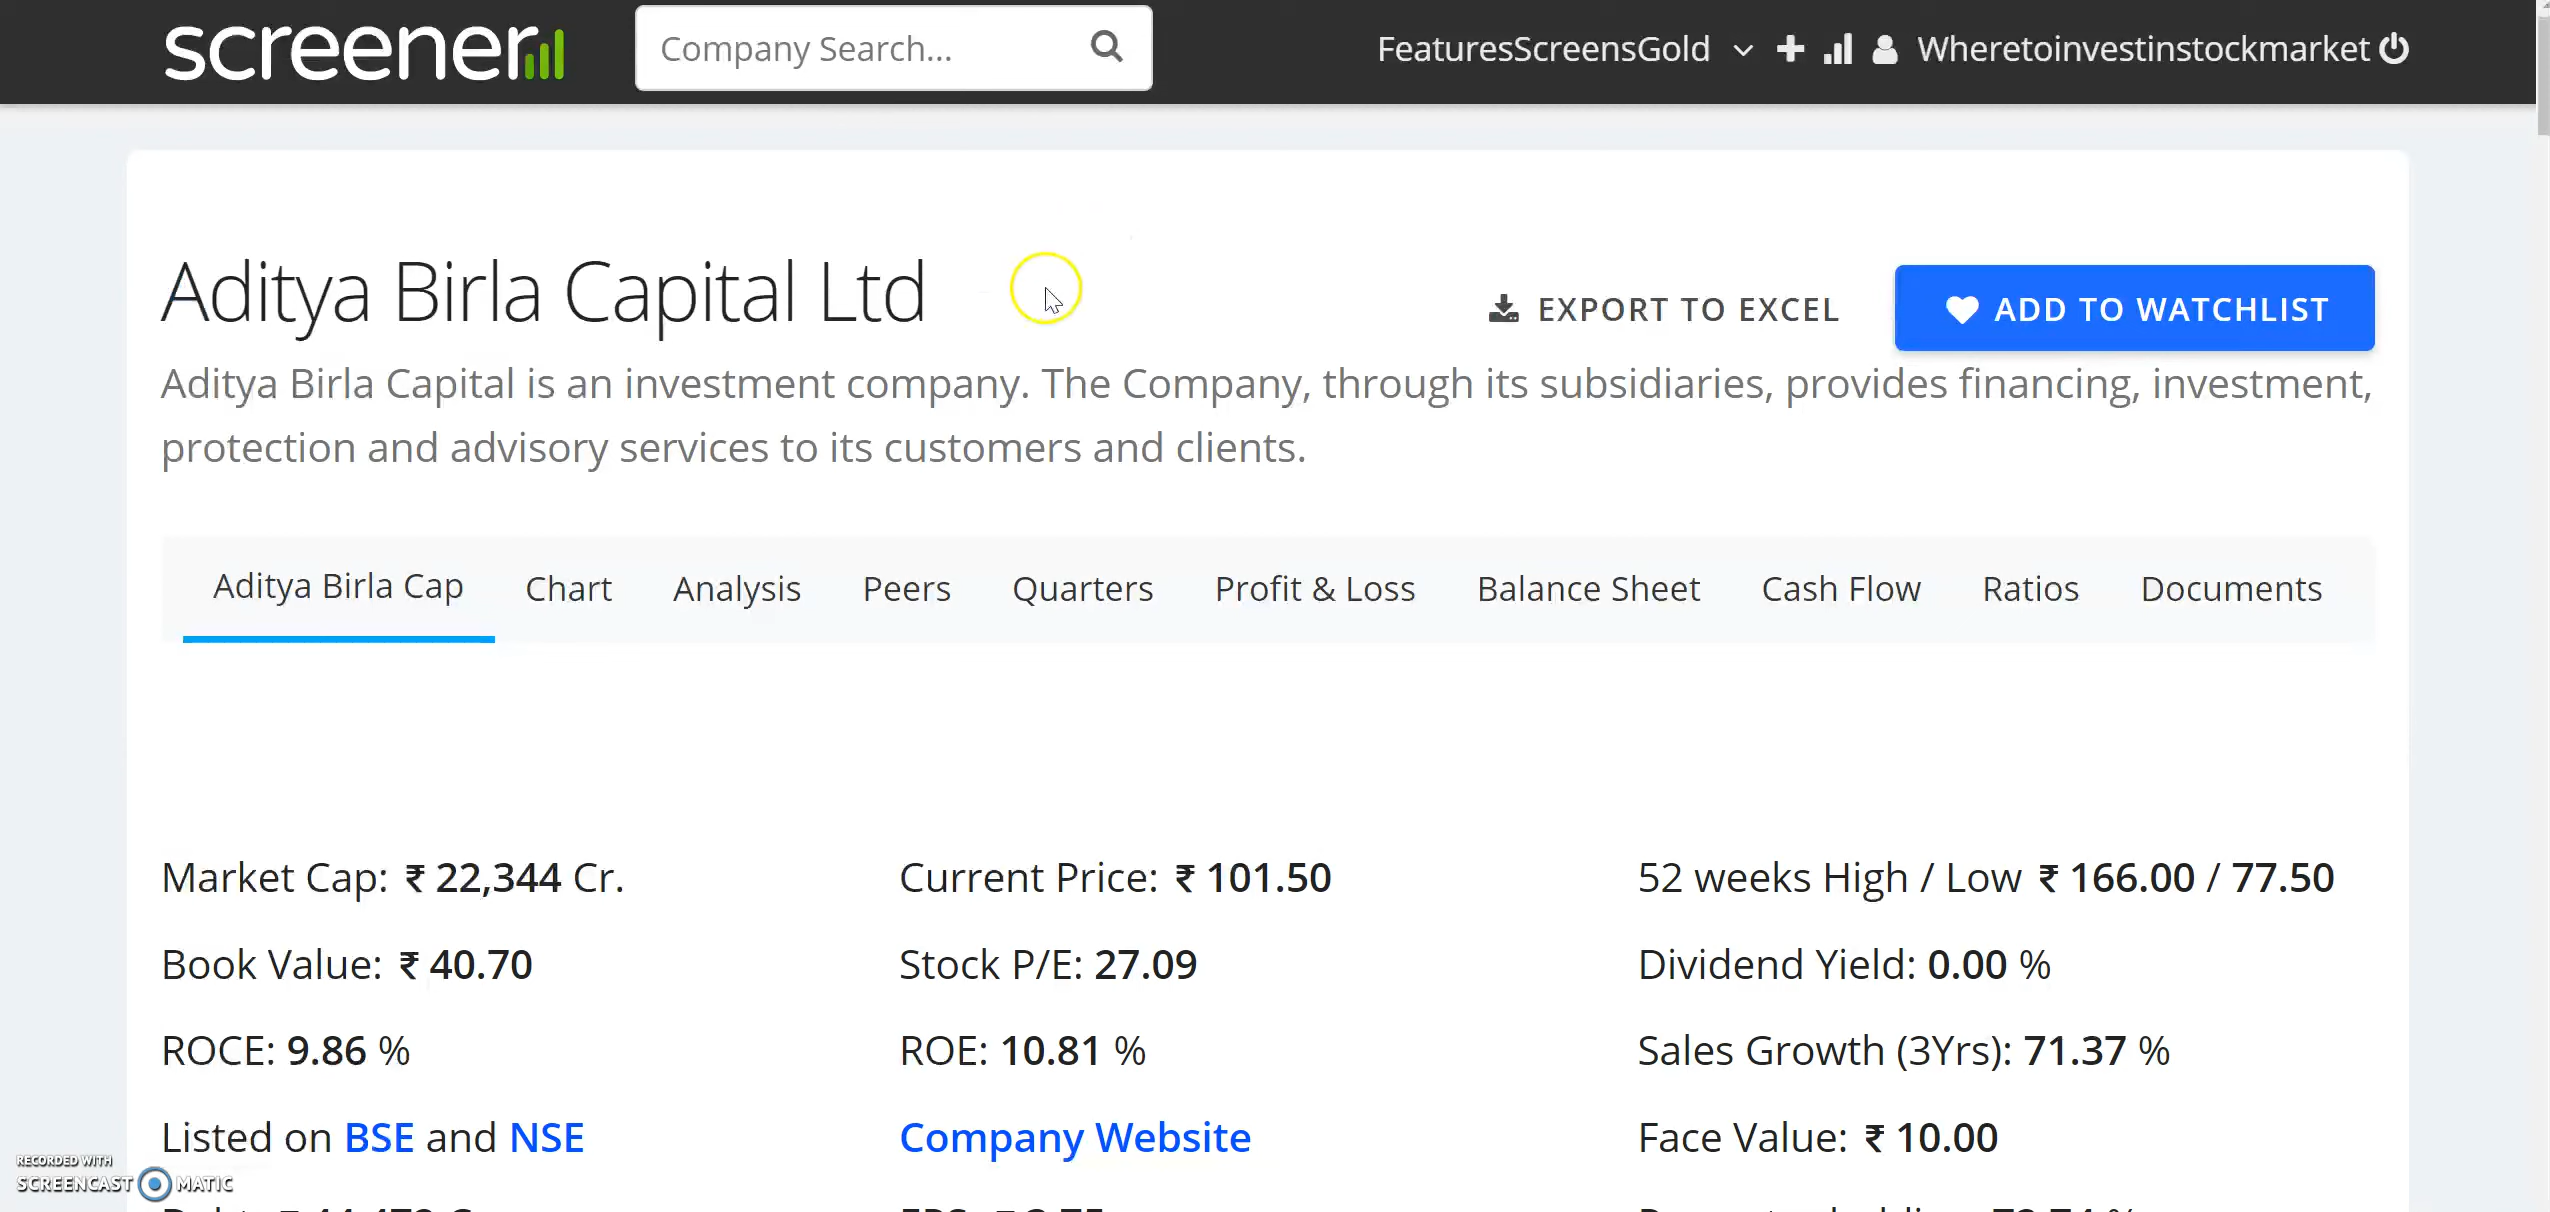 screener
Company Search...
FeaturesScreensGold
Wheretoinvestinstockmarket
Aditya Birla Capital Ltd
EXPORT TO EXCEL
ADD TO WATCHLIST
Aditya Birla Capital is an investment company. The Company, through its subsidiaries, provides financing, investment,
protection and advisory services to its customers and clients.
Aditya Birla Cap Chart Analysis Peers Quarters Profit & Loss Balance Sheet Cash Flow Ratios Documents
Market Cap: ₹ 22,344 Cr. Current Price: ₹ 101.50 52 weeks High / Low ₹ 166.00 / 77.50
Book Value: ₹ 40.70 Stock P/E: 27.09 Dividend Yield: 0.00 %
ROCE: 9.86 % ROE: 10.81 % Sales Growth (3Yrs): 71.37 %
Listed on BSE and NSE Company Website Face Value: ₹ 10.00
RECORDED WITH
SCREENCAST MATIC